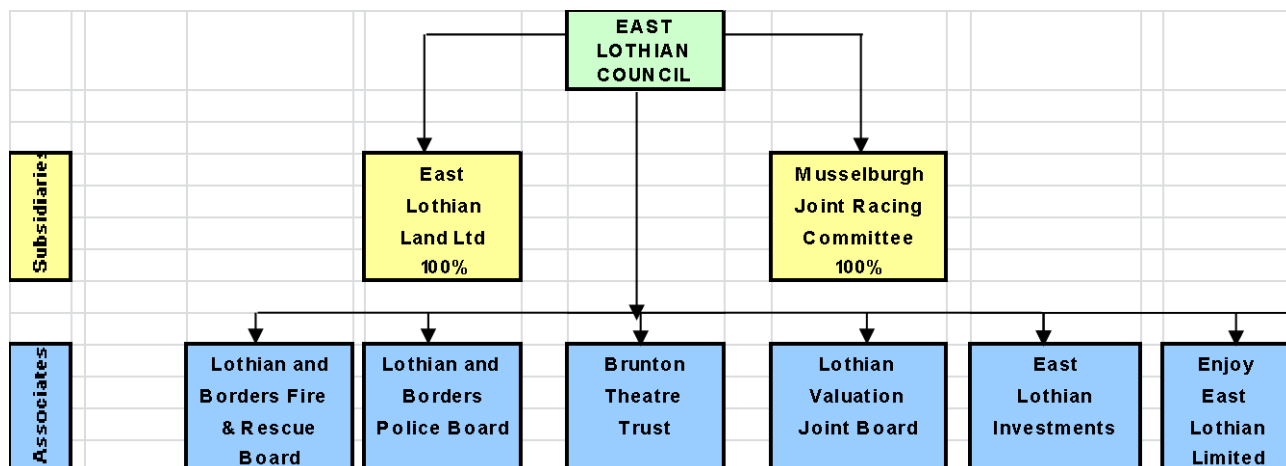 EAST
LOTHIAN
COUNCIL
Subsidiaries
East
Lothian
Land Ltd
100%
Musselburgh
Joint Racing
Committee
100%
Associates
Lothian and
Borders Fire
& Rescue
Board
Lothian and
Borders
Police Board
Brunton
Theatre
Trust
Lothian
Valuation
Joint Board
East
Lothian
Investments
Enjoy
East
Lothian
Limited